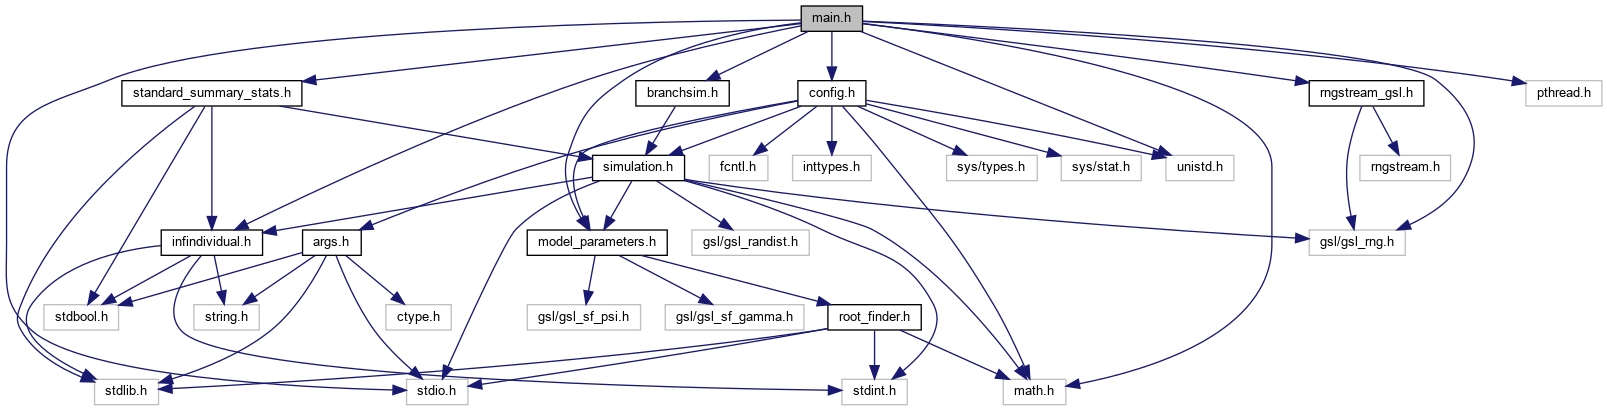 main.h
standard_summary_stats.h
branchsim.h
config.h
rngstream_gsl.h
pthread.h
simulation.h
fcntl.h
inttypes.h
sys/types.h
sys/stat.h
unistd.h
rngstream.h
infindividual.h
args.h
model_parameters.h
gsl/gsl_randist.h
gsl/gsl_rng.h
stdbool.h
string.h
ctype.h
gsl/gsl_sf_psi.h
gsl/gsl_sf_gamma.h
root_finder.h
stdlib.h
stdio.h
stdint.h
math.h